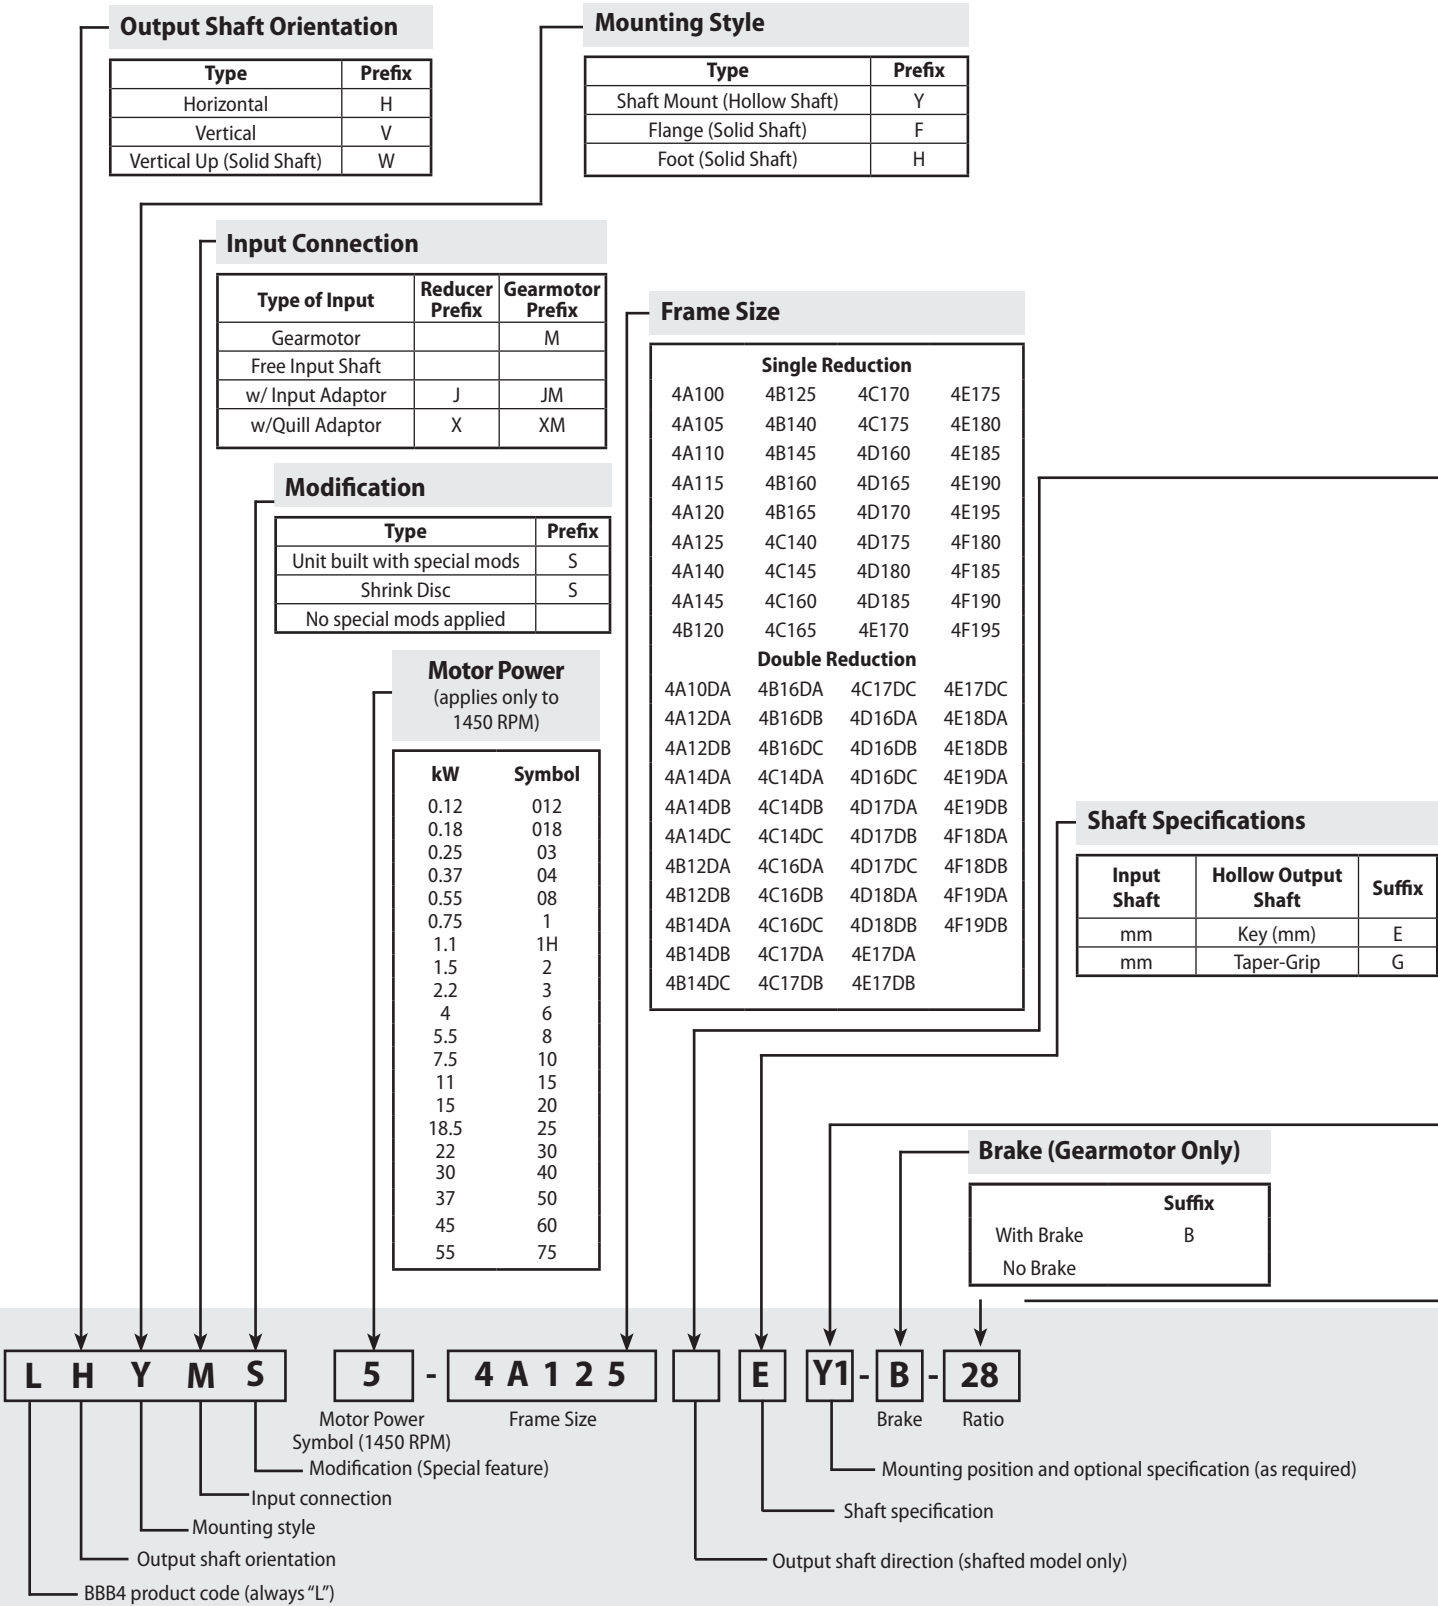 Output Shaft Orientation
Type Prefix
Horizontal H
Vertical V
Vertical Up (Solid Shaft) W
Mounting Style
Type Prefix
Shaft Mount (Hollow Shaft) Y
Flange (Solid Shaft) F
Foot (Solid Shaft) H
Input Connection
Type of Input Reducer Prefix Gearmotor Prefix
Gearmotor M
Free Input Shaft
w/ Input Adaptor J JM
w/Quill Adaptor X XM
Modification
Type Prefix
Unit built with special mods S
Shrink Disc S
No special mods applied
Motor Power
(applies only to
1450 RPM)
kW Symbol
0.12 012
0.18 018
0.25 03
0.37 04
0.55 08
0.75 1
1.1 1H
1.5 2
2.2 3
4 6
5.5 8
7.5 10
11 15
15 20
18.5 25
22 30
30 40
37 50
45 60
55 75
Frame Size
Single Reduction
4A100 4B125 4C170 4E175
4A105 4B140 4C175 4E180
4A110 4B145 4D160 4E185
4A115 4B160 4D165 4E190
4A120 4B165 4D170 4E195
4A125 4C140 4D175 4F180
4A140 4C145 4D180 4F185
4A145 4C160 4D185 4F190
4B120 4C165 4E170 4F195
Double Reduction
4A10DA 4B16DA 4C17DC 4E17DC
4A12DA 4B16DB 4D16DA 4E18DA
4A12DB 4B16DC 4D16DB 4E18DB
4A14DA 4C14DA 4D16DC 4E19DA
4A14DB 4C14DB 4D17DA 4E19DB
4A14DC 4C14DC 4D17DB 4F18DA
4B12DA 4C16DA 4D17DC 4F18DB
4B12DB 4C16DB 4D18DA 4F19DA
4B14DA 4C16DC 4D18DB 4F19DB
4B14DB 4C17DA 4E17DA
4B14DC 4C17DB 4E17DB
Shaft Specifications
Input Shaft Hollow Output Shaft Suffix
mm Key (mm) E
mm Taper-Grip G
Brake (Gearmotor Only)
Suffix
With Brake B
No Brake
L H Y M S 5 - 4 A 1 2 5 E Y1 - B - 28
Motor Power
Symbol (1450 RPM)
Frame Size
Brake
Ratio
Modification (Special feature)
Input connection
Mounting style
Output shaft orientation
BBB4 product code (always "L")
Mounting position and optional specification (as required)
Shaft specification
Output shaft direction (shafted model only)